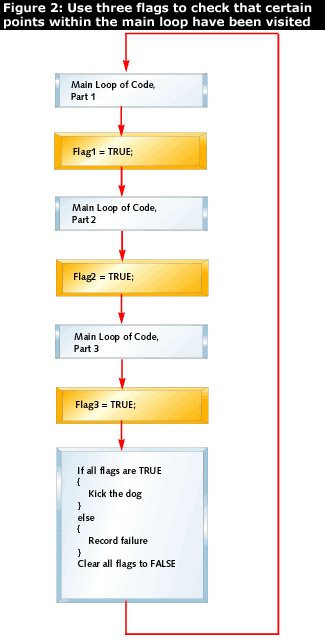 Figure 2: Use three flags to check that certain
points within the main loop have been visited
Main Loop of Code,
Part 1
Flag1 = TRUE;
Main Loop of Code,
Part2
Flag2 = TRUE;
Main Loop of Code,
Part 3
Flag3 = TRUE;
If all flags are TRUE
{
Kick the dog
}
else
{
Record failure
}
Clear all flags to FALSE